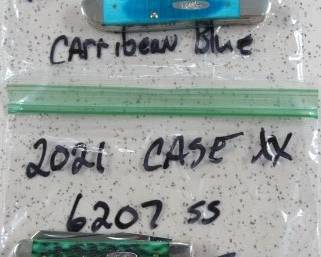 Carribean Blue
2021 CASE XX
6207 SS